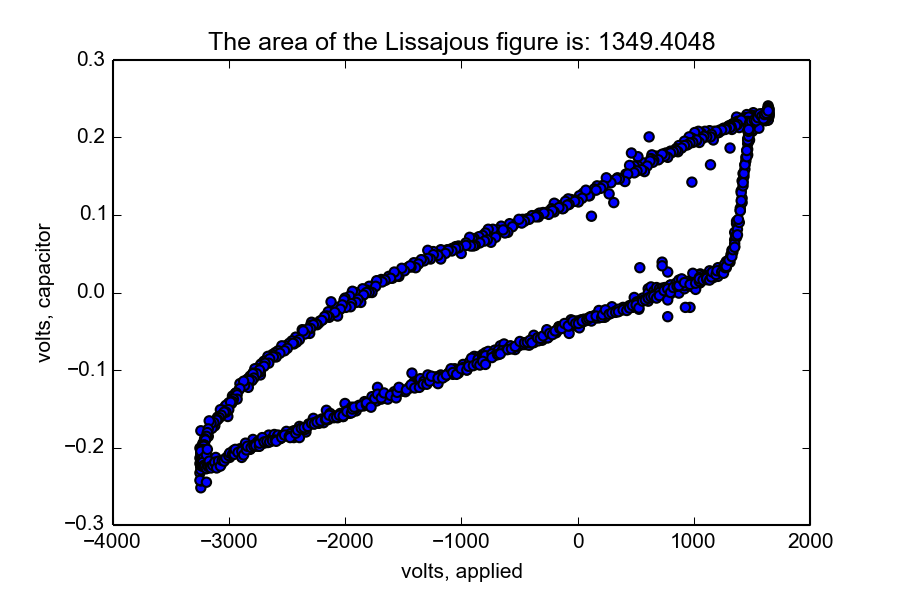 The area of the Lissajous figure is: 1349.4048
0.3
0.2
0.1
0.0
−0.1
−0.2
−0.3
volts, capacitor
−4000 −3000 −2000 −1000 0 1000 2000
volts, applied